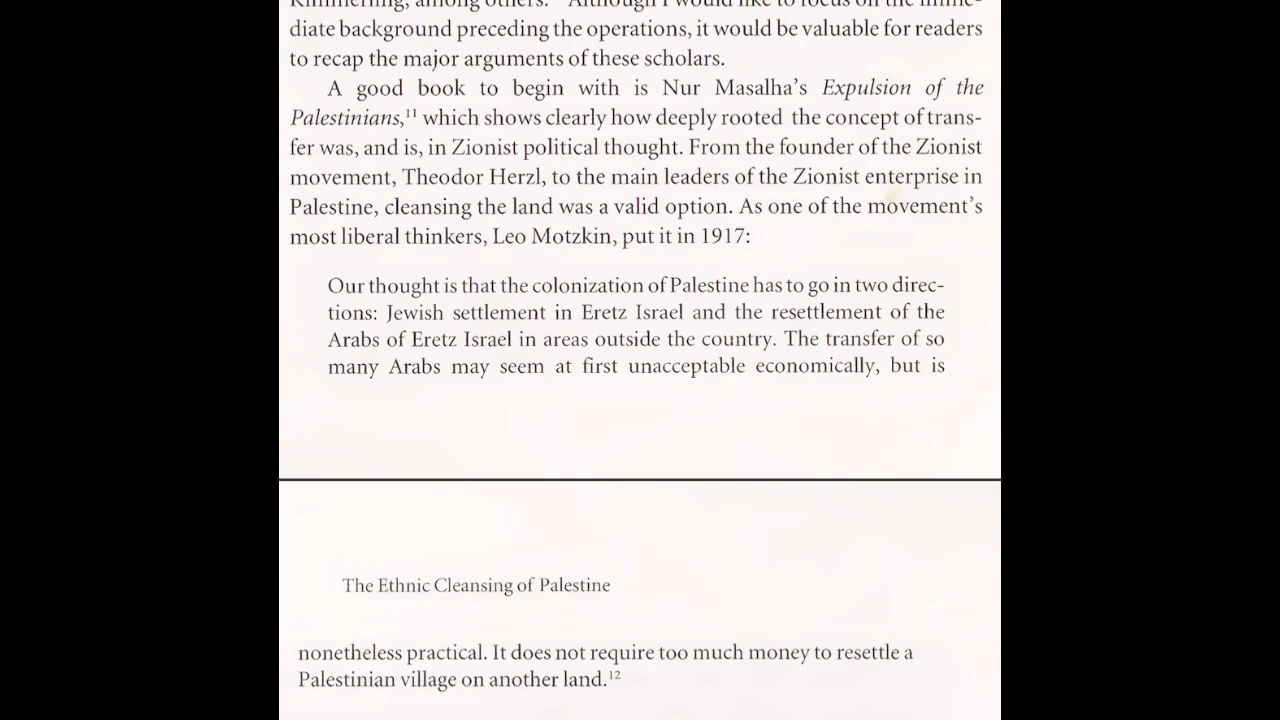 diate background preceding the operations, it would be valuable for readers
to recap the major arguments of these scholars.
A good book to begin with is Nur Masalha's Expulsion of the
Palestinians,¹¹ which shows clearly how deeply rooted the concept of trans-
fer was, and is, in Zionist political thought. From the founder of the Zionist
movement, Theodor Herzl, to the main leaders of the Zionist enterprise in
Palestine, cleansing the land was a valid option. As one of the movement's
most liberal thinkers, Leo Motzkin, put it in 1917:
Our thought is that the colonization of Palestine has to go in two direc-
tions: Jewish settlement in Eretz Israel and the resettlement of the
Arabs of Eretz Israel in areas outside the country. The transfer of so
many Arabs may seem at first unacceptable economically, but is
The Ethnic Cleansing of Palestine
nonetheless practical. It does not require too much money to resettle a
Palestinian village on another land.¹²